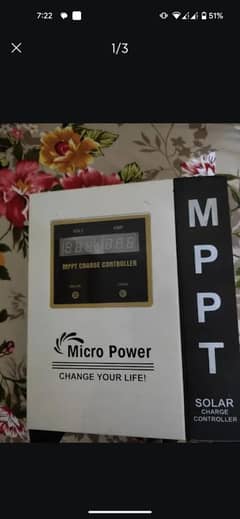 7:22
51%
1/3
VOLT AMP
MPPT CHARGE CONTROLLER
Micro Power
CHANGE YOUR LIFE!
MPPT
SOLAR
CHARGE
CONTROLLER